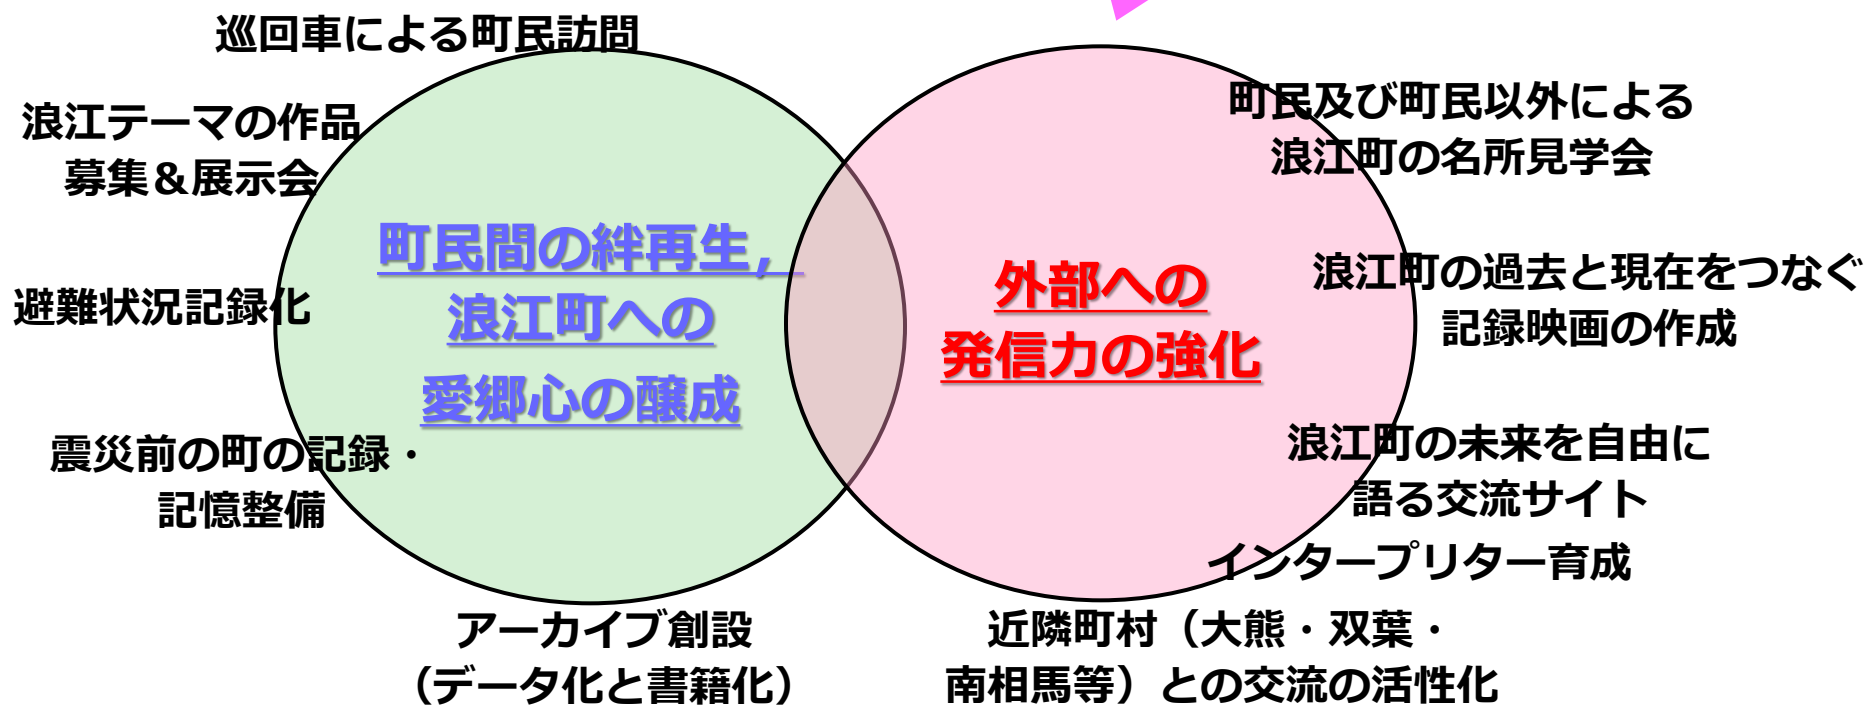 巡回車による町民訪問
浪江テーマの作品
募集＆展示会
避難状況記録化
震災前の町の記録・
記憶整備
アーカイブ創設
（データ化と書籍化）
町民間の絆再生，
浪江町への
愛郷心の醸成
外部への
発信力の強化
町民及び町民以外による
浪江町の名所見学会
浪江町の過去と現在をつなぐ
記録映画の作成
浪江町の未来を自由に
語る交流サイト
インタープリター育成
近隣町村（大熊・双葉・
南相馬等）との交流の活性化